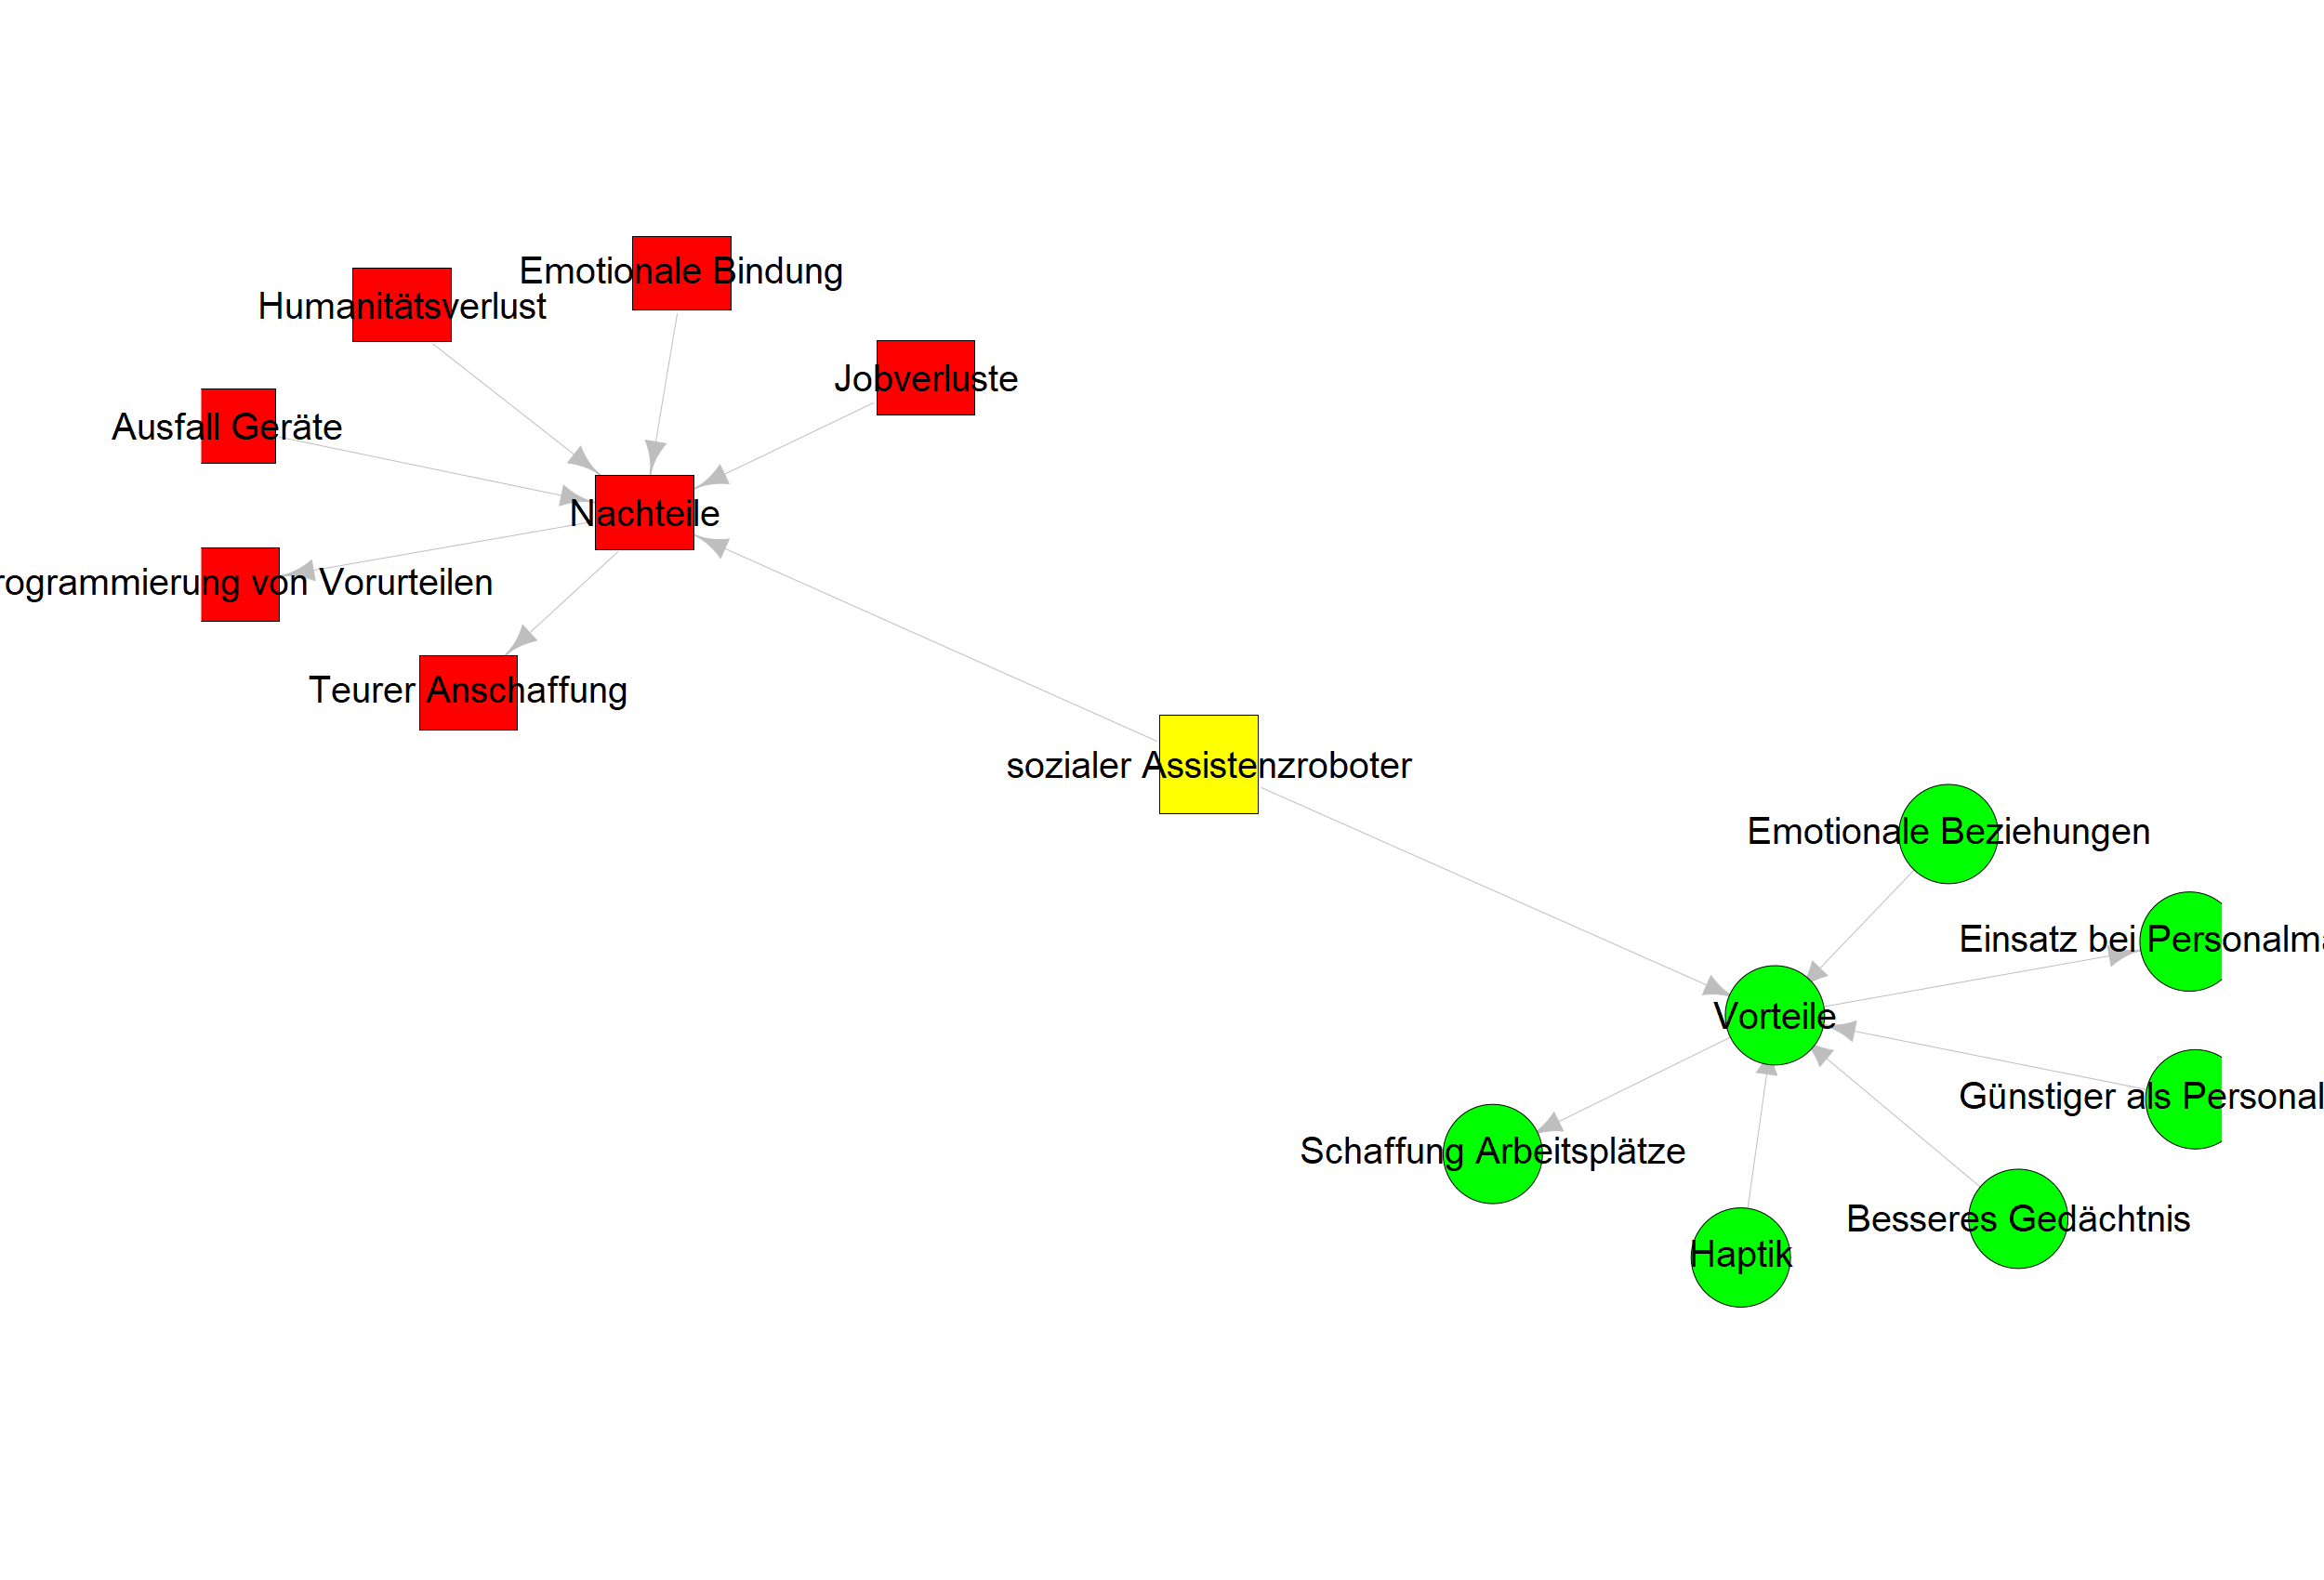 Emotionale Bindung
Humanitätsverlust
Jobverluste
Ausfall Geräte
Nachteile
rogrammierung von Vorurteilen
Teurer Anschaffung
sozialer Assistenzroboter
Emotionale Beziehungen
Einsatz bei Personalma
Vorteile
Günstiger als Personal
Schaffung Arbeitsplätze
Besseres Gedächtnis
Haptik